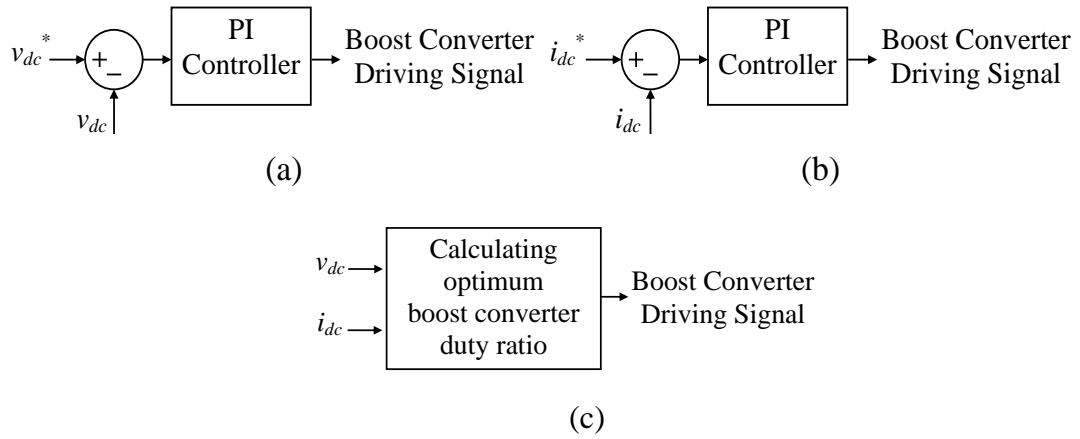 v_dc*
+
−
v_dc
PI
Controller
Boost Converter
Driving Signal
(a)
i_dc*
+
−
i_dc
PI
Controller
Boost Converter
Driving Signal
(b)
v_dc
i_dc
Calculating
optimum
boost converter
duty ratio
Boost Converter
Driving Signal
(c)